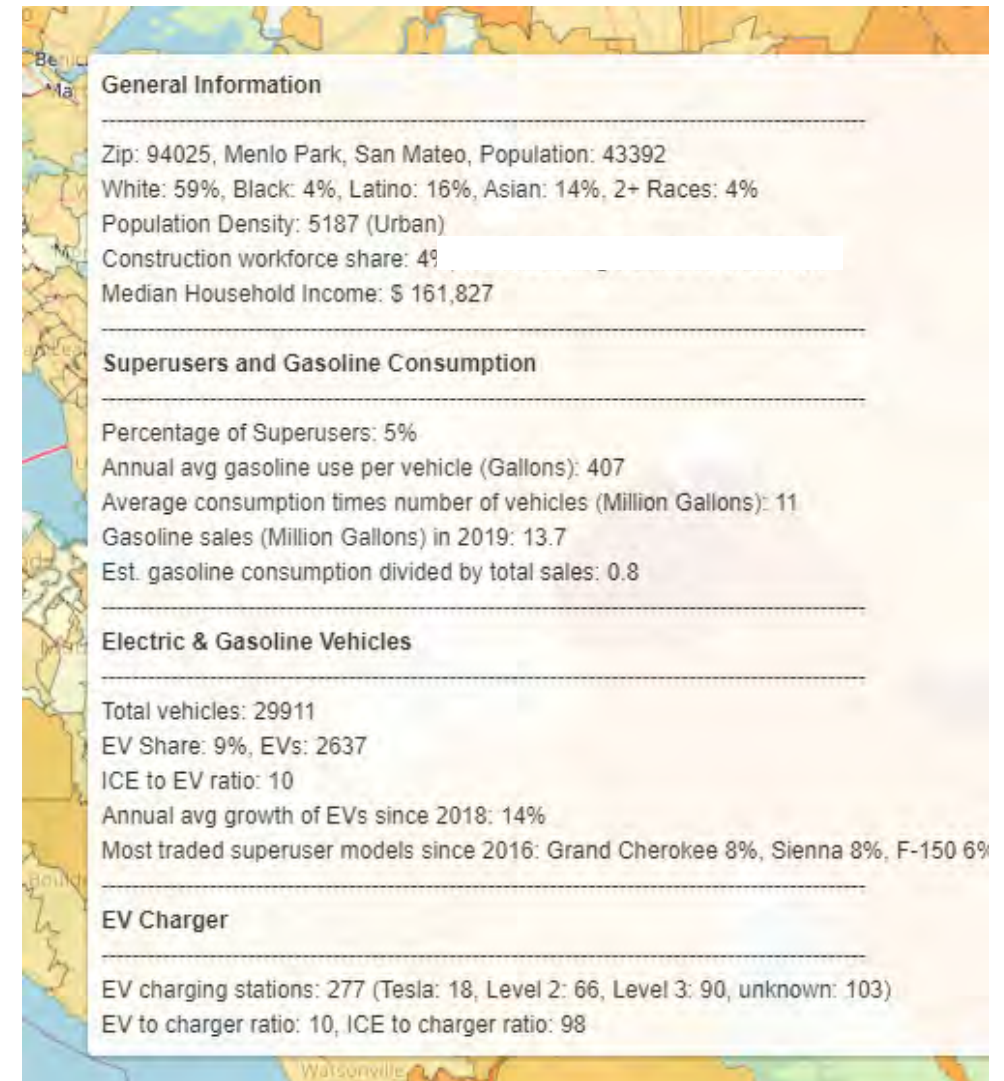 General Information
Zip: 94025, Menlo Park, San Mateo, Population: 43392
White: 59%, Black: 4%, Latino: 16%, Asian: 14%, 2+ Races: 4%
Population Density: 5187 (Urban)
Construction workforce share: 4%
Median Household Income: $ 161,827
Superusers and Gasoline Consumption
Percentage of Superusers: 5%
Annual avg gasoline use per vehicle (Gallons): 407
Average consumption times number of vehicles (Million Gallons): 11
Gasoline sales (Million Gallons) in 2019: 13.7
Est. gasoline consumption divided by total sales: 0.8
Electric & Gasoline Vehicles
Total vehicles: 29911
EV Share: 9%, EVs: 2637
ICE to EV ratio: 10
Annual avg growth of EVs since 2018: 14%
Most traded superuser models since 2016: Grand Cherokee 8%, Sienna 8%, F-150 6%
EV Charger
EV charging stations: 277 (Tesla: 18, Level 2: 66, Level 3: 90, unknown: 103)
EV to charger ratio: 10, ICE to charger ratio: 98
Watsonville